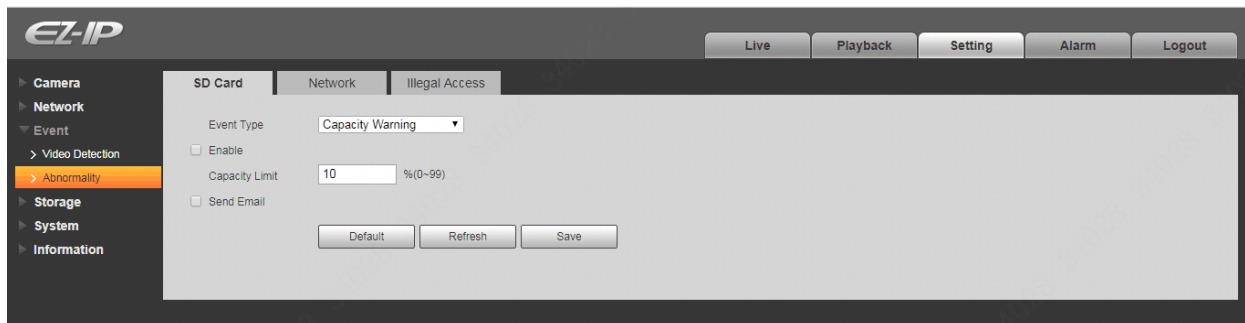 EZ-IP
Live Playback Setting Alarm Logout
Camera
Network
Event
Video Detection
Abnormality
Storage
System
Information
SD Card Network Illegal Access
Event Type Capacity Warning
Enable
Capacity Limit 10 %(0~99)
Send Email
Default Refresh Save